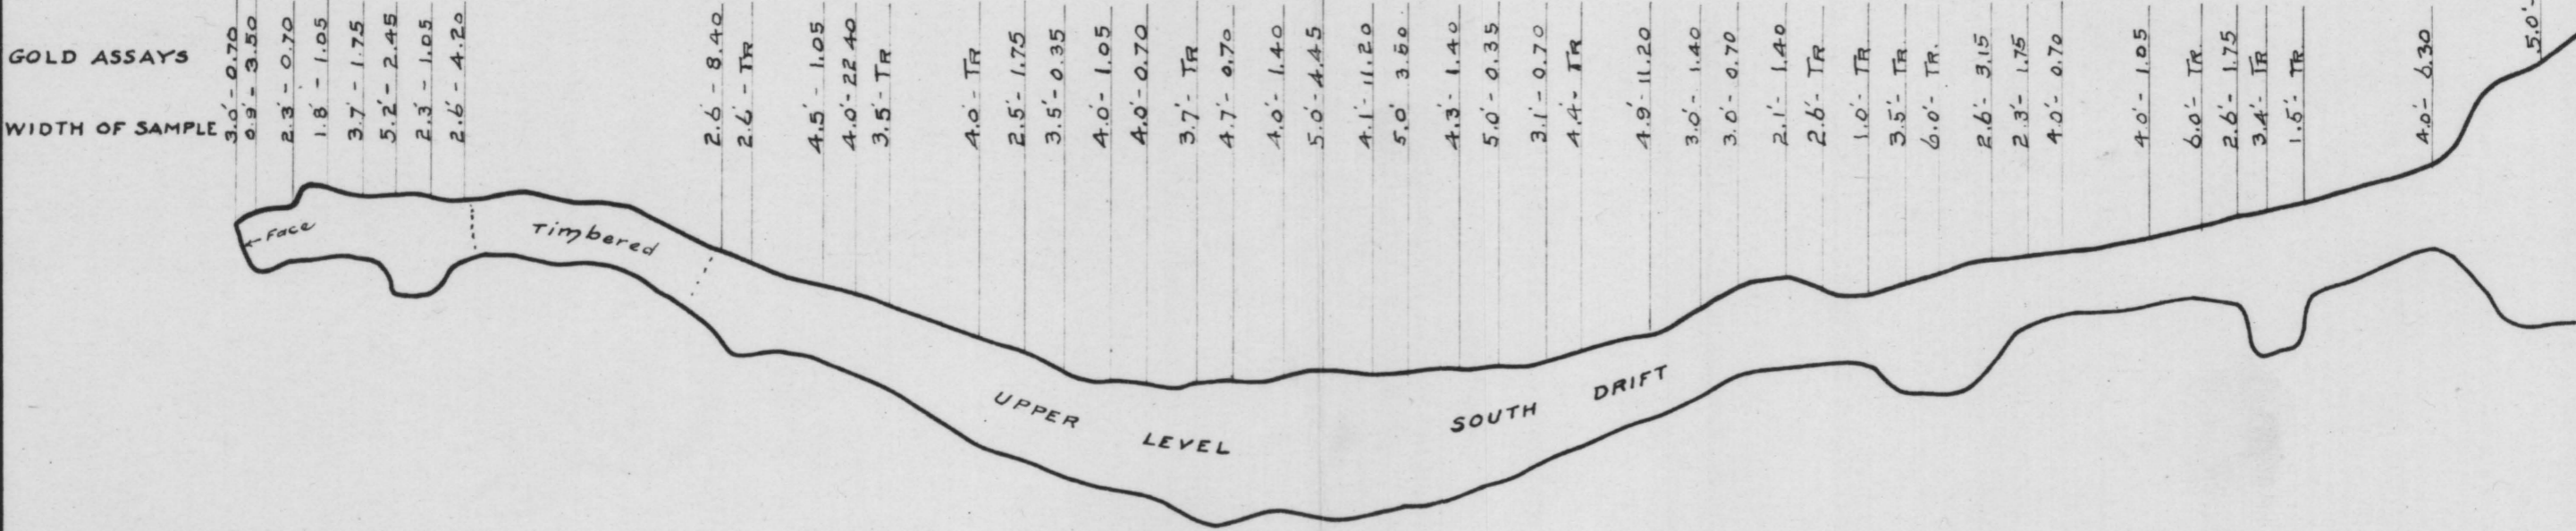 GOLD ASSAYS
WIDTH OF SAMPLE
3.0' - 0.70
0.9' - 3.50
2.3' - 0.70
1.8' - 1.05
3.7' - 1.75
5.2' - 2.45
2.3' - 1.05
2.6' - 4.20
2.6' - 8.40
2.6' - TR
4.5' - 1.05
4.0' - 22.40
3.5' - TR
4.0' - TR
2.5' - 1.75
3.5' - 0.35
4.0' - 1.05
4.0' - 0.70
3.7' - TR
4.7' - 0.70
4.0' - 1.40
5.0' - 4.45
4.1' - 11.20
5.0' 3.80
4.3' - 1.40
5.0' - 0.35
3.1' - 0.70
4.4' - TR
4.9' 11.20
3.0' - 1.40
3.0' - 0.70
2.1' - 1.40
2.6' - TR
1.0' - TR
3.5' - TR
6.0' - TR.
2.6' - 3.15
2.3' - 1.75
4.0' - 0.70
4.0' - 1.05
6.0' - TR
2.6' - 1.75
3.4' - TR
1.5' - TR
4.0' - 6.30
5.0' -
Face
Timbered
UPPER LEVEL SOUTH DRIFT